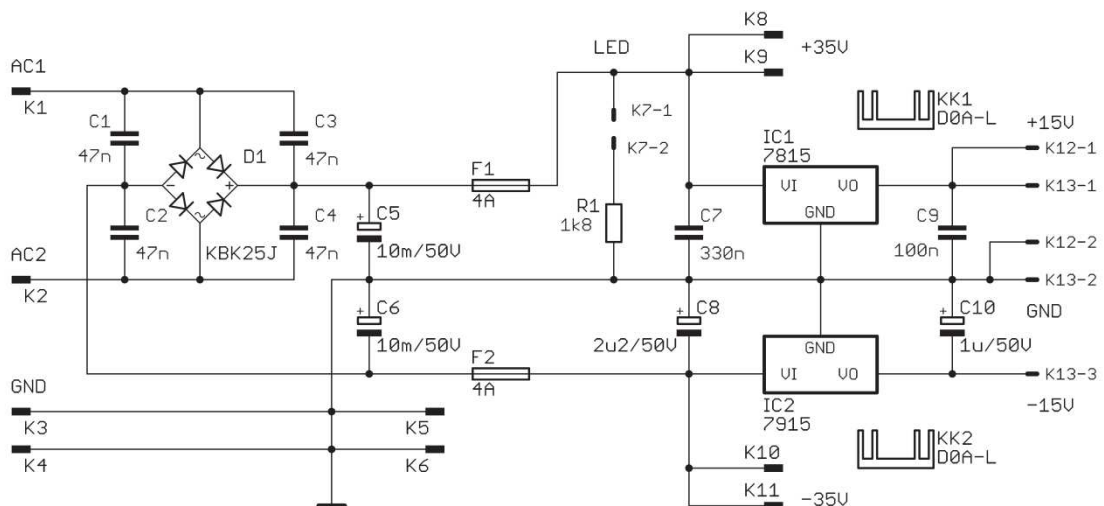 K8
LED
K9
+35V
AC1
K1
C1
47n
C3
47n
D1
~
- +
~
K7-1
K7-2
KK1
D0A-L
IC1
7815
VI VO
GND
+15V
K12-1
K13-1
F1
4A
C2
47n
C4
47n
KBK25J
+
C5
10m/50V
R1
1k8
C7
330n
C9
100n
K12-2
K13-2
GND
AC2
K2
+
C6
10m/50V
+
C8
2u2/50V
+
C10
1u/50V
F2
4A
GND
VI VO
IC2
7915
K13-3
-15V
GND
K3
K4
K5
K6
KK2
D0A-L
K10
K11
-35V